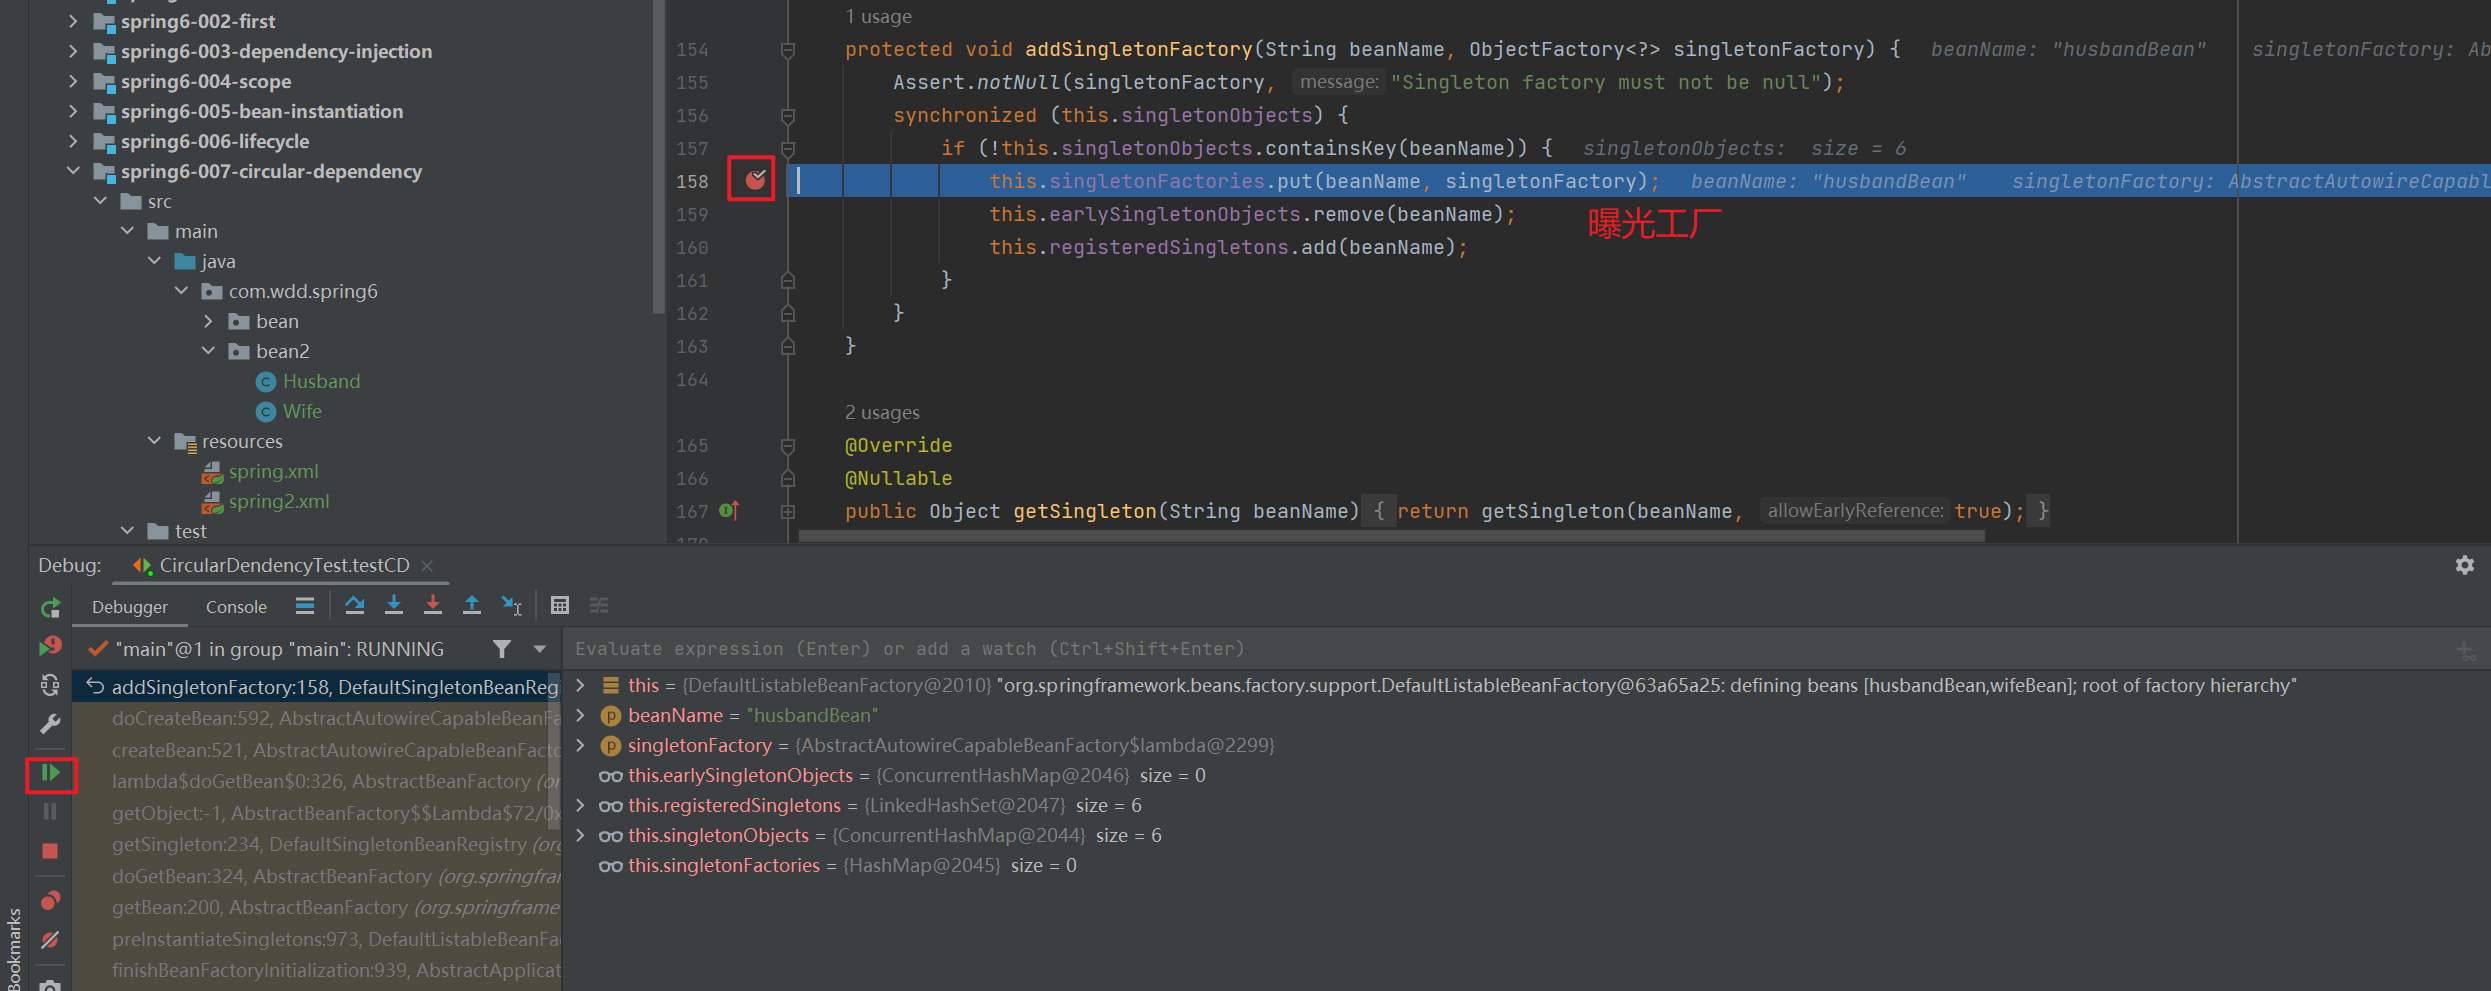 spring6-002-first
spring6-003-dependency-injection
spring6-004-scope
spring6-005-bean-instantiation
spring6-006-lifecycle
spring6-007-circular-dependency
src
main
java
com.wdd.spring6
bean
bean2
Husband
Wife
resources
spring.xml
spring2.xml
test
1 usage
154 protected void addSingletonFactory(String beanName, ObjectFactory<?> singletonFactory) { beanName: "husbandBean" singletonFactory: Ab
155 Assert.notNull(singletonFactory, message: "Singleton factory must not be null");
156 synchronized (this.singletonObjects) {
157 if (!this.singletonObjects.containsKey(beanName)) { singletonObjects: size = 6
158 this.singletonFactories.put(beanName, singletonFactory); beanName: "husbandBean" singletonFactory: AbstractAutowireCapabl
159 this.earlySingletonObjects.remove(beanName);
曝光工厂
160 this.registeredSingletons.add(beanName);
161 }
162 }
163 }
164
2 usages
165 @Override
166 @Nullable
167 public Object getSingleton(String beanName) { return getSingleton(beanName, allowEarlyReference: true); }
Debug: CircularDendencyTest.testCD
Debugger Console
"main"@1 in group "main": RUNNING
Evaluate expression (Enter) or add a watch (Ctrl+Shift+Enter)
addSingletonFactory:158, DefaultSingletonBeanRegi
doCreateBean:592, AbstractAutowireCapableBeanFa
createBean:521, AbstractAutowireCapableBeanFacto
lambda$doGetBean$0:326, AbstractBeanFactory (or
getObject:-1, AbstractBeanFactory$$Lambda$72/0x
getSingleton:234, DefaultSingletonBeanRegistry (org
doGetBean:324, AbstractBeanFactory (org.springfran
getBean:200, AbstractBeanFactory (org.springframe
preInstantiateSingletons:973, DefaultListableBeanFa
finishBeanFactoryInitialization:939, AbstractApplicat
this = {DefaultListableBeanFactory@2010} "org.springframework.beans.factory.support.DefaultListableBeanFactory@63a65a25: defining beans [husbandBean,wifeBean]; root of factory hierarchy"
beanName = "husbandBean"
singletonFactory = {AbstractAutowireCapableBeanFactory$lambda@2299}
this.earlySingletonObjects = {ConcurrentHashMap@2046} size = 0
this.registeredSingletons = {LinkedHashSet@2047} size = 6
this.singletonObjects = {ConcurrentHashMap@2044} size = 6
this.singletonFactories = {HashMap@2045} size = 0
Bookmarks